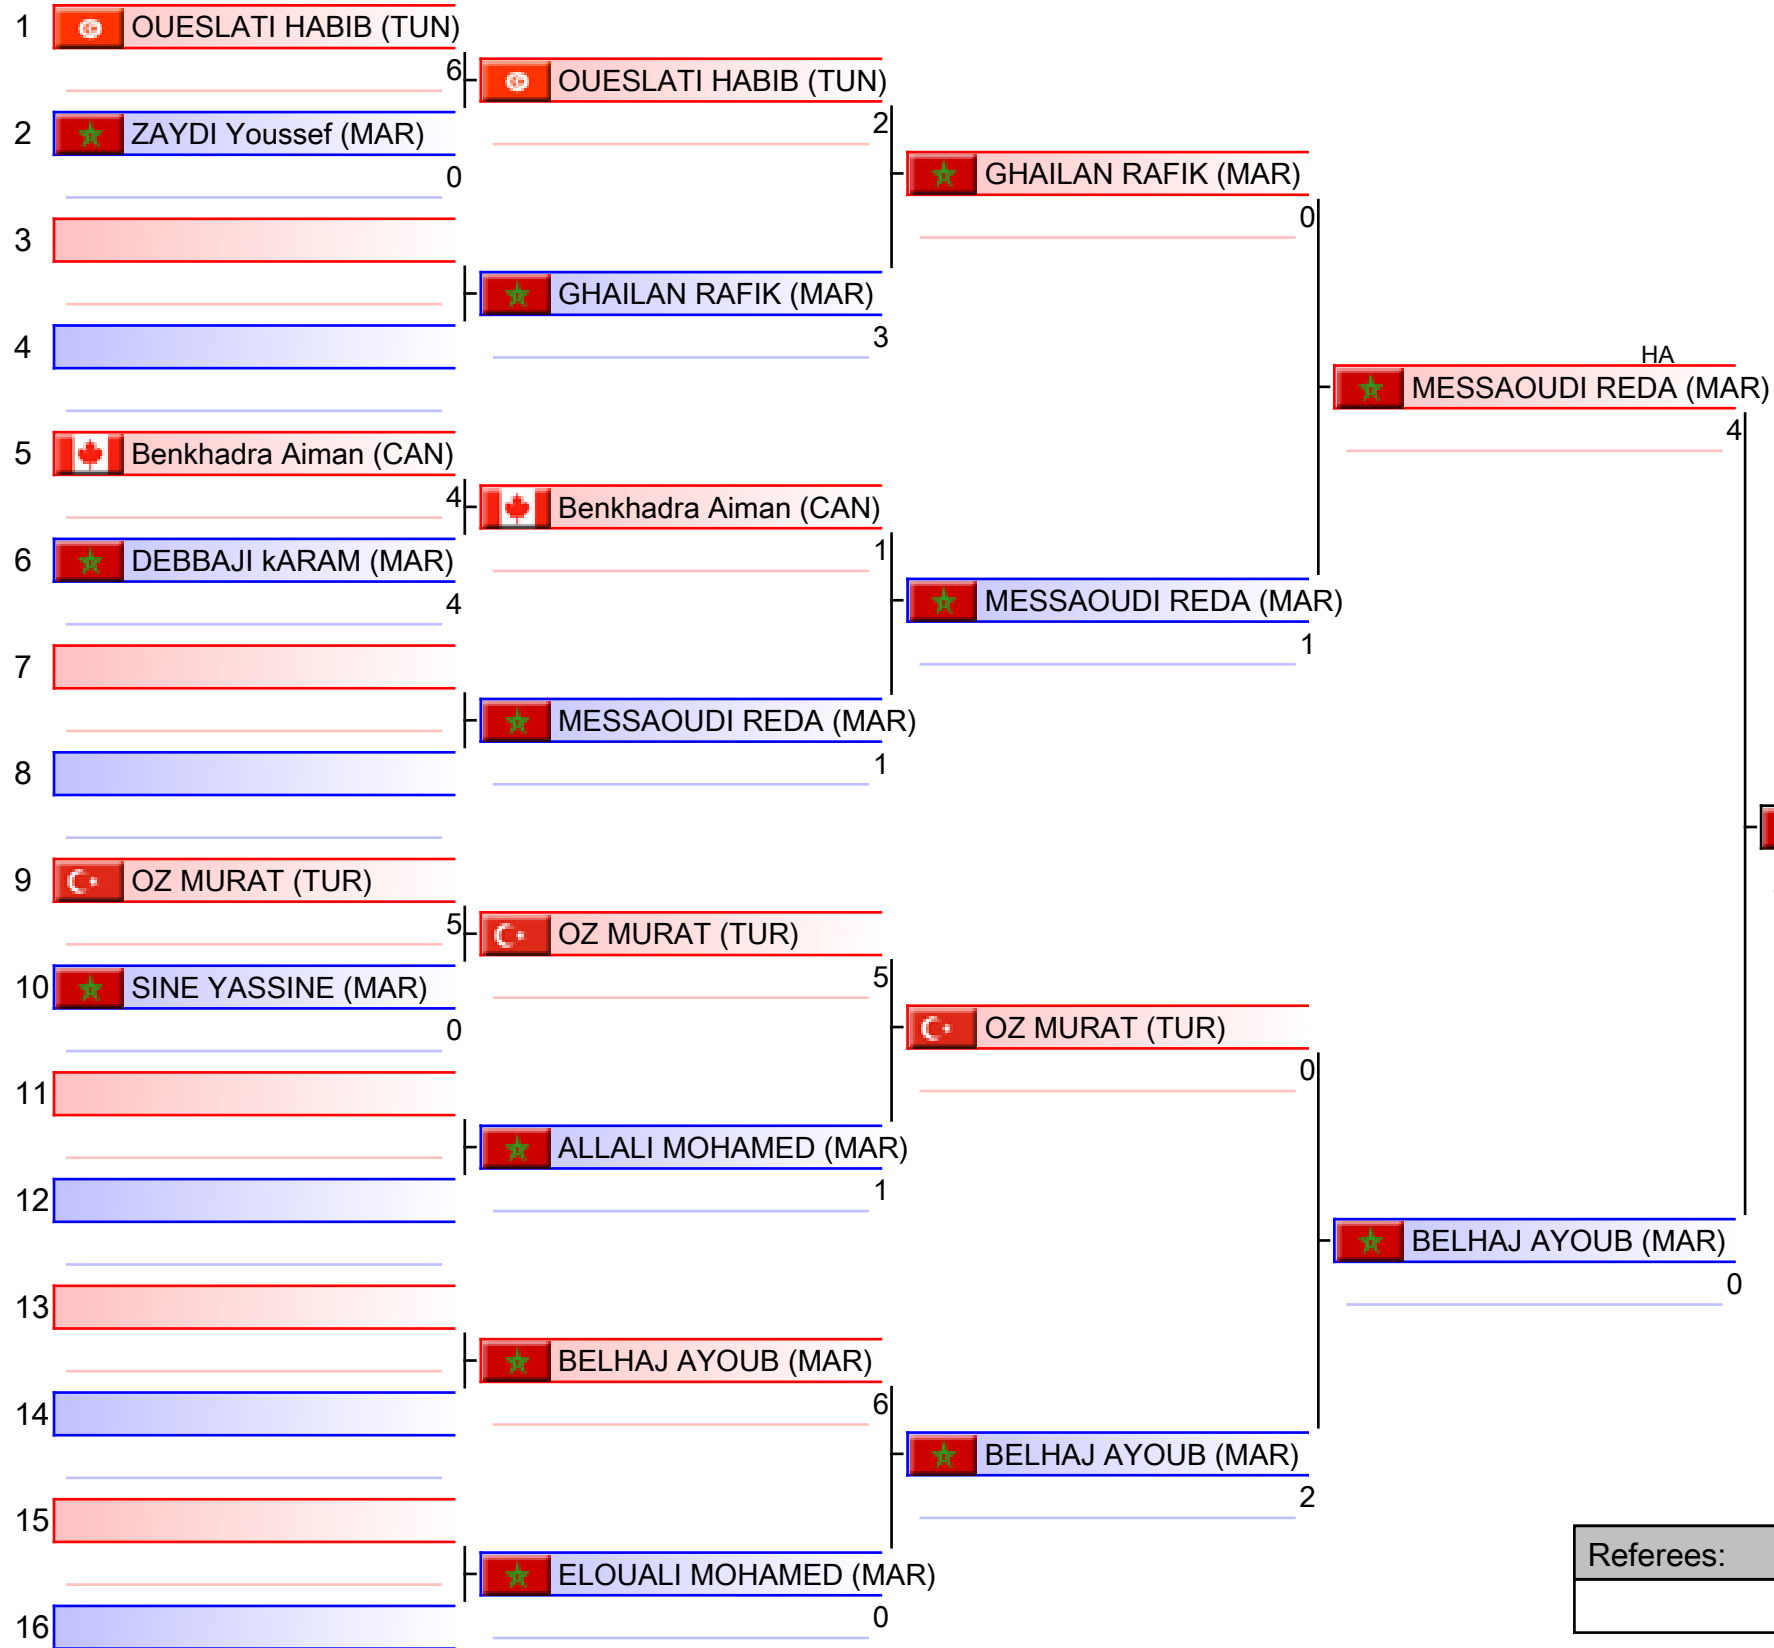 1 OUESLATI HABIB (TUN)
6 OUESLATI HABIB (TUN)
2 ZAYDI Youssef (MAR)
2
0
GHAILAN RAFIK (MAR)
0
3
GHAILAN RAFIK (MAR)
4
3
HA
MESSAOUDI REDA (MAR)
4
5 Benkhadra Aiman (CAN)
4 Benkhadra Aiman (CAN)
6 DEBBAJI kARAM (MAR)
1
4
MESSAOUDI REDA (MAR)
1
7
MESSAOUDI REDA (MAR)
8
1
9 OZ MURAT (TUR)
5 OZ MURAT (TUR)
10 SINE YASSINE (MAR)
5
0
OZ MURAT (TUR)
0
11
ALLALI MOHAMED (MAR)
12
1
BELHAJ AYOUB (MAR)
0
13
BELHAJ AYOUB (MAR)
14
6
BELHAJ AYOUB (MAR)
2
15
Referees:
ELOUALI MOHAMED (MAR)
16
0